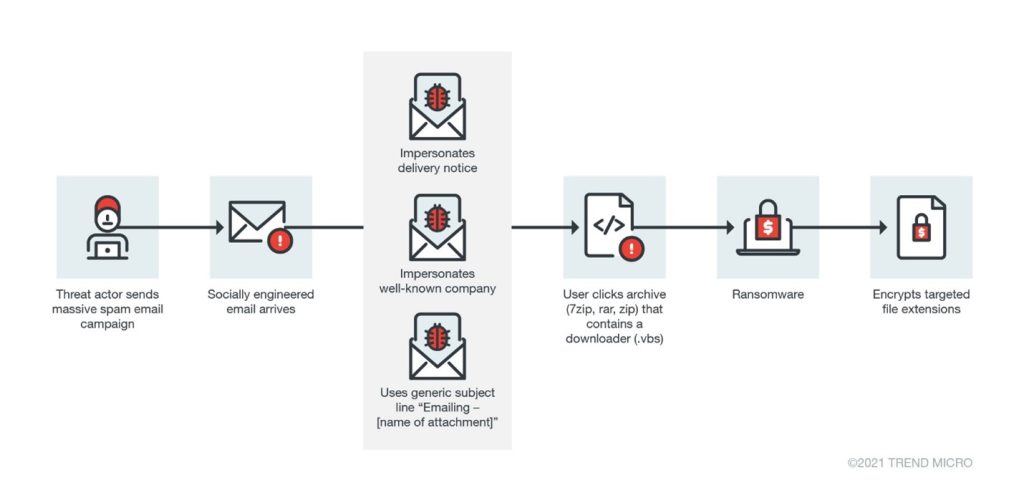 Impersonates
delivery notice
Threat actor sends
massive spam email
campaign
Socially engineered
email arrives
Impersonates
well-known company
User clicks archive
(7zip, rar, zip) that
contains a
downloader (.vbs)
</>
Ransomware
$
Encrypts targeted
file extensions
$
Uses generic subject
line “Emailing –
[name of attachment]”
!
!
©2021 TREND MICRO